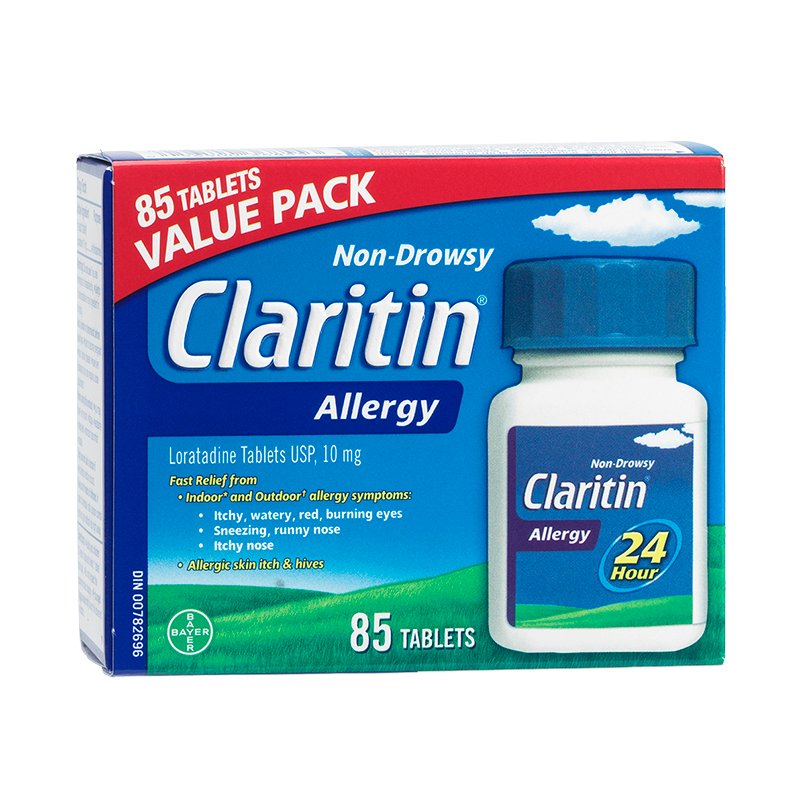 85 TABLETS
VALUE PACK
Non-Drowsy
Claritin®
Allergy
Loratadine Tablets USP, 10 mg
Fast Relief from
• Indoor* and Outdoor† allergy symptoms:
• Itchy, watery, red, burning eyes
• Sneezing, runny nose
• Itchy nose
• Allergic skin itch & hives
DIN 00782696
BAYER
BAYER
85 TABLETS
Non-Drowsy
Claritin®
Allergy
24
Hour